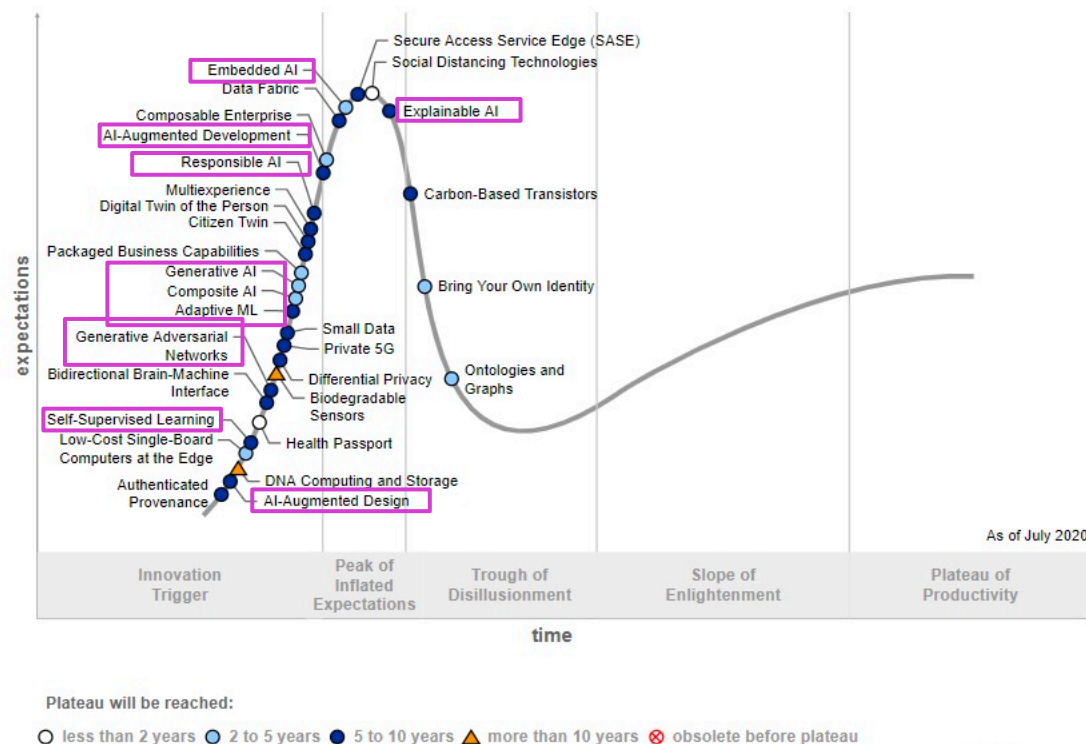 Secure Access Service Edge (SASE)
Embedded AI
Social Distancing Technologies
Data Fabric
Explainable AI
Composable Enterprise
AI-Augmented Development
Responsible AI
Multiexperience
Carbon-Based Transistors
Digital Twin of the Person
Citizen Twin
Packaged Business Capabilities
Generative AI
Bring Your Own Identity
Composite AI
Adaptive ML
Small Data
Generative Adversarial
Networks
Private 5G
Bidirectional Brain-Machine
Interface
Differential Privacy
Biodegradable
Sensors
Ontologies and
Graphs
Self-Supervised Learning
Health Passport
Low-Cost Single-Board
Computers at the Edge
DNA Computing and Storage
Authenticated
Provenance
AI-Augmented Design
expectations
As of July 2020
Innovation
Trigger
Peak of
Inflated
Expectations
Trough of
Disillusionment
Slope of
Enlightenment
Plateau of
Productivity
time
Plateau will be reached:
less than 2 years
2 to 5 years
5 to 10 years
more than 10 years
obsolete before plateau